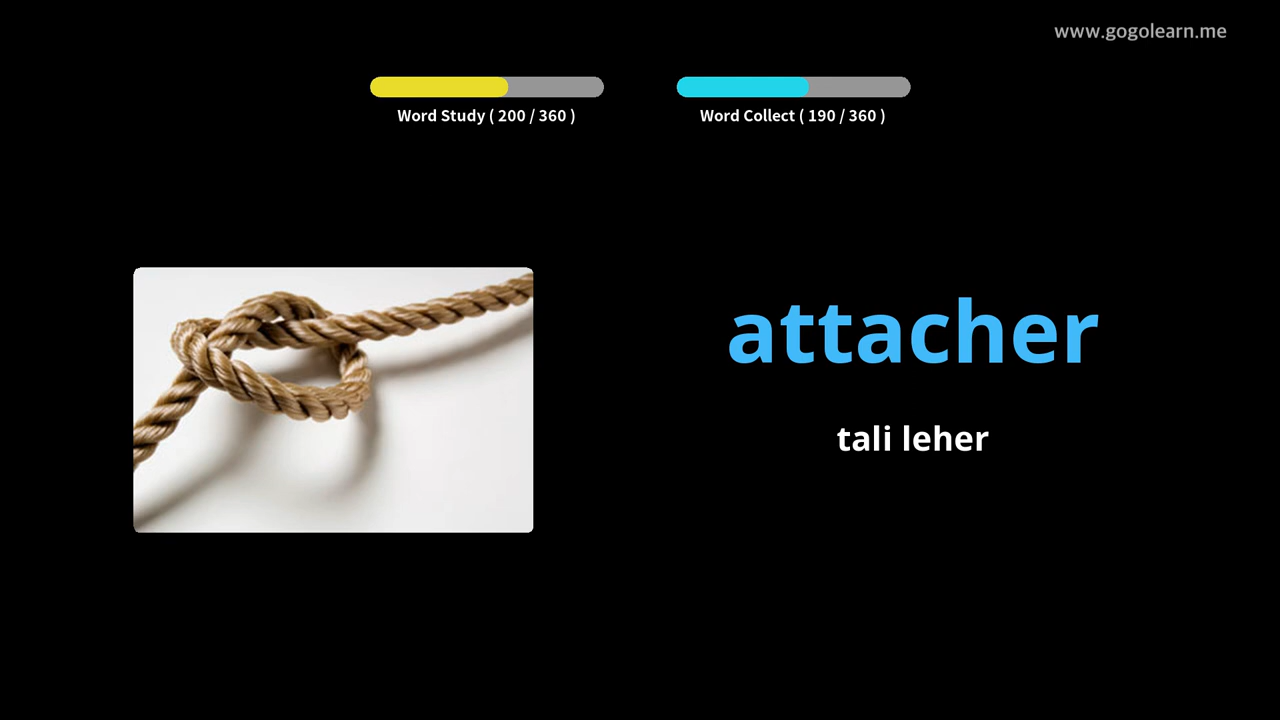 www.gogolearn.me
Word Study ( 200 / 360 )
Word Collect ( 190 / 360 )
attacher
tali leher